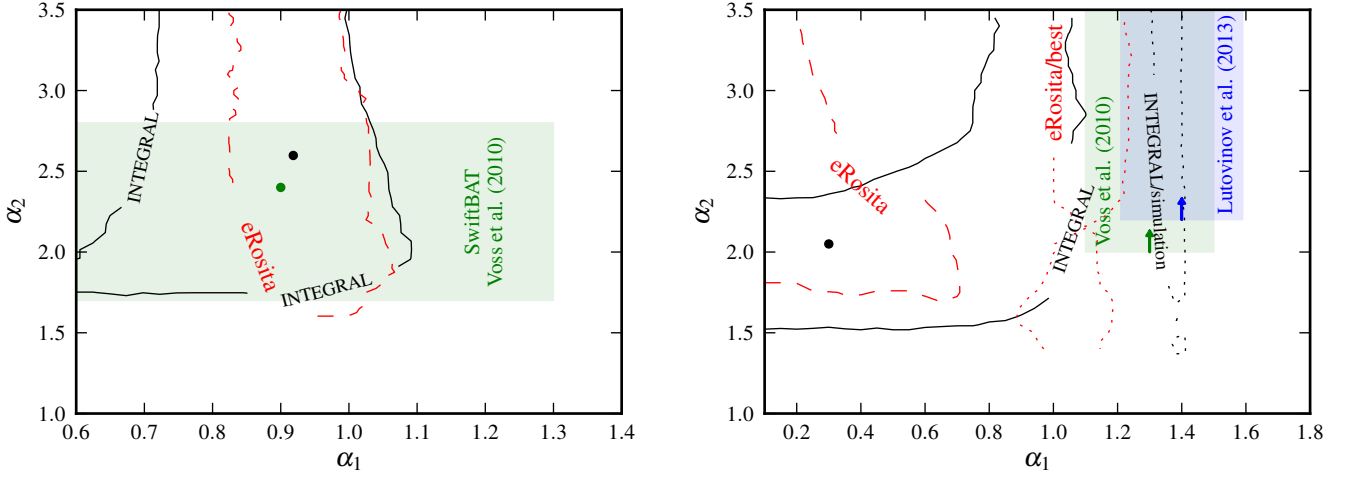 3.5
3.0
2.5
2.0
1.5
1.0
α2
0.6 0.7 0.8 0.9 1.0 1.1 1.2 1.3 1.4
α1
INTEGRAL
eRosita
INTEGRAL
SwiftBAT
Voss et al. (2010)
3.5
3.0
2.5
2.0
1.5
1.0
α2
0.2 0.4 0.6 0.8 1.0 1.2 1.4 1.6 1.8
α1
eRosita
INTEGRAL
eRosita/best
Voss et al. (2010)
INTEGRAL/simulation
Lutovinov et al. (2013)